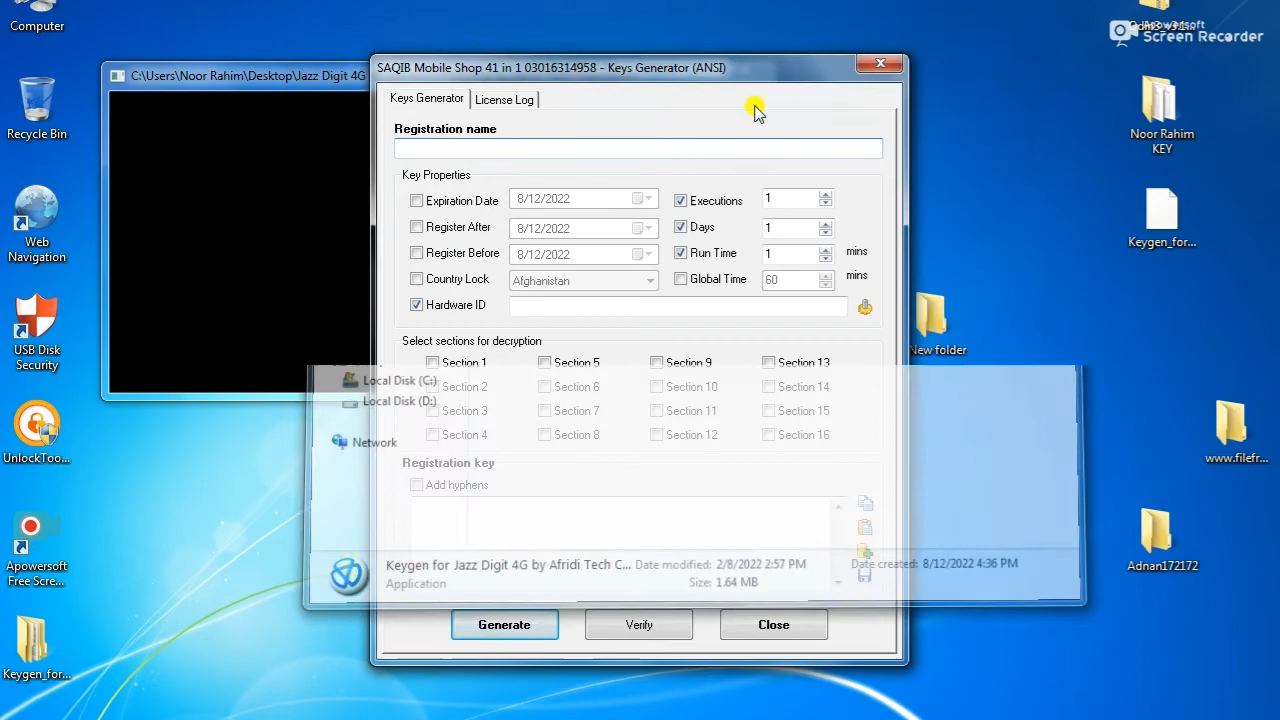 Computer
Recycle Bin
Web
Navigation
USB Disk
Security
UnlockToo...
Apowersoft
Free Scre...
Keygen_for...
C:\Users\Noor Rahim\Desktop\Jazz Digit 4G
SAQIB Mobile Shop 41 in 1 03016314958 - Keys Generator (ANSI)
Keys Generator
License Log
Registration name
Key Properties
Expiration Date
8/12/2022
Executions
1
Register After
8/12/2022
Days
1
Register Before
8/12/2022
Run Time
1
mins
Country Lock
Afghanistan
Global Time
60
mins
Hardware ID
Select sections for decryption
Section 1
Section 5
Section 9
Section 13
Section 2
Section 6
Section 10
Section 14
Section 3
Section 7
Section 11
Section 15
Section 4
Section 8
Section 12
Section 16
Registration key
Add hyphens
Local Disk (C:)
Local Disk (D:)
Network
Keygen for Jazz Digit 4G by Afridi Tech C...
Date modified: 2/8/2022 2:57 PM
Date created: 8/12/2022 4:36 PM
Application
Size: 1.64 MB
Generate
Verify
Close
Apowersoft
Screen Recorder
Noor Rahim
KEY
Keygen_for...
New folder
www.filefr...
Adnan172172